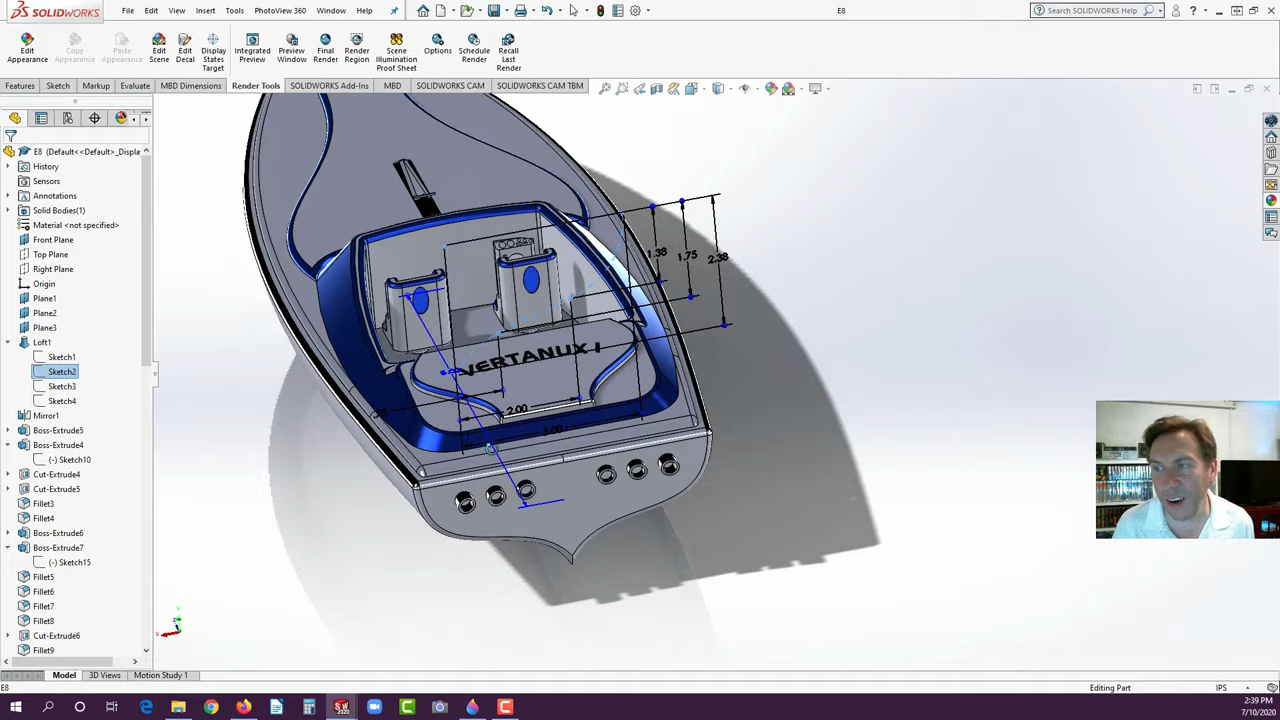 SOLIDWORKS File Edit View Insert Tools PhotoView 360 Window Help E8 Search SOLIDWORKS Help
Edit Appearance
Copy Appearance
Paste Appearance
Edit Scene
Edit Decal
Display States Target
Integrated Preview
Preview Window
Final Render
Render Region
Scene Illumination Proof Sheet
Options
Schedule Render
Recall Last Render
Features Sketch Markup Evaluate MBD Dimensions Render Tools SOLIDWORKS Add-Ins MBD SOLIDWORKS CAM SOLIDWORKS CAM TBM
E8 (Default<<Default>_Displa
History
Sensors
Annotations
Solid Bodies(1)
Material <not specified>
Front Plane
Top Plane
Right Plane
Origin
Plane1
Plane2
Plane3
Loft1
Sketch1
Sketch2
Sketch3
Sketch4
Mirror1
Boss-Extrude5
Boss-Extrude4
(-) Sketch10
Cut-Extrude4
Cut-Extrude5
Fillet3
Fillet4
Boss-Extrude6
Boss-Extrude7
(-) Sketch15
Fillet5
Fillet6
Fillet7
Fillet8
Cut-Extrude6
Fillet9
1.38 1.75 2.38
VERTANUX I
2.00
3.00
Model 3D Views Motion Study 1
E8 Editing Part IPS
2:39 PM
7/10/2020